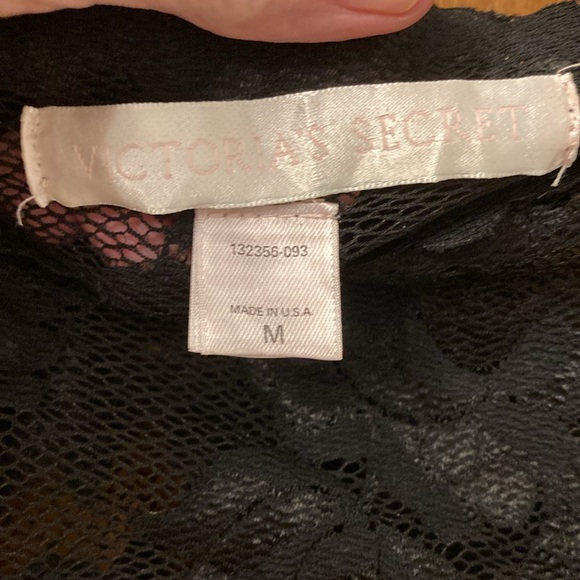 VICTORIA'S SECRET
132356-093
MADE IN U.S.A.
M